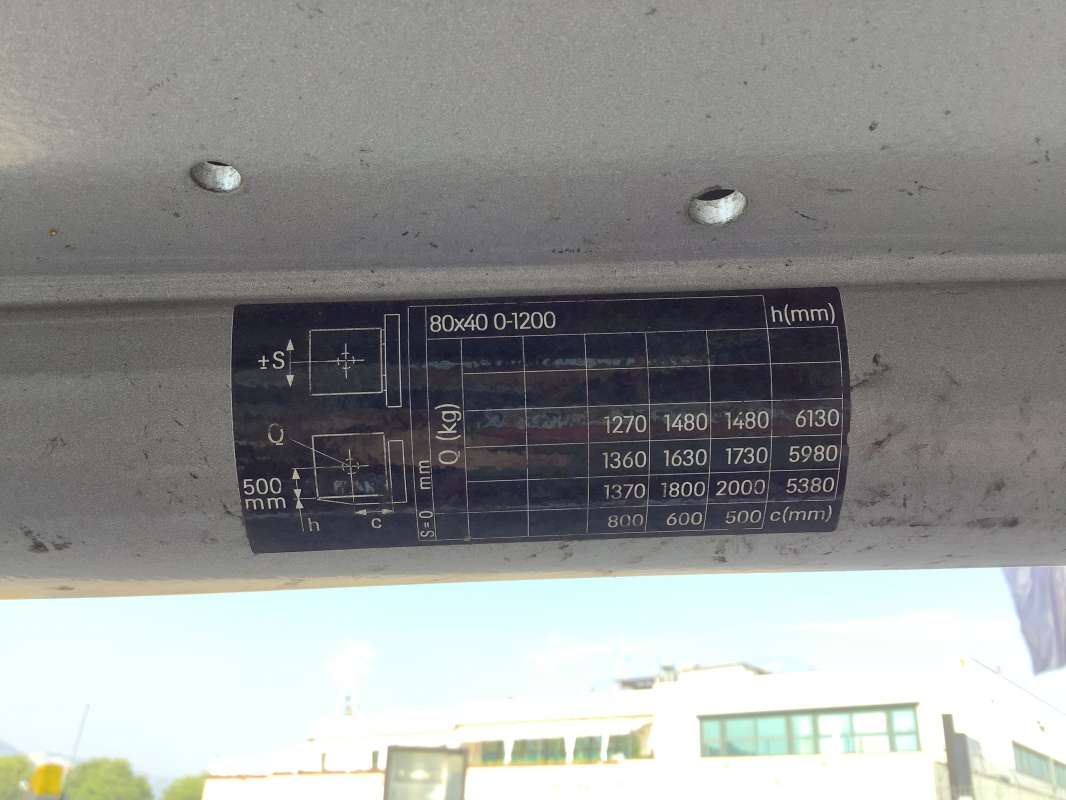 80x40 0-1200 h(mm)
±S
Q
500
mm
h
c
S=0 mm
Q (kg)
1270 1480 1480 6130
1360 1630 1730 5980
1370 1800 2000 5380
800 600 500 c(mm)